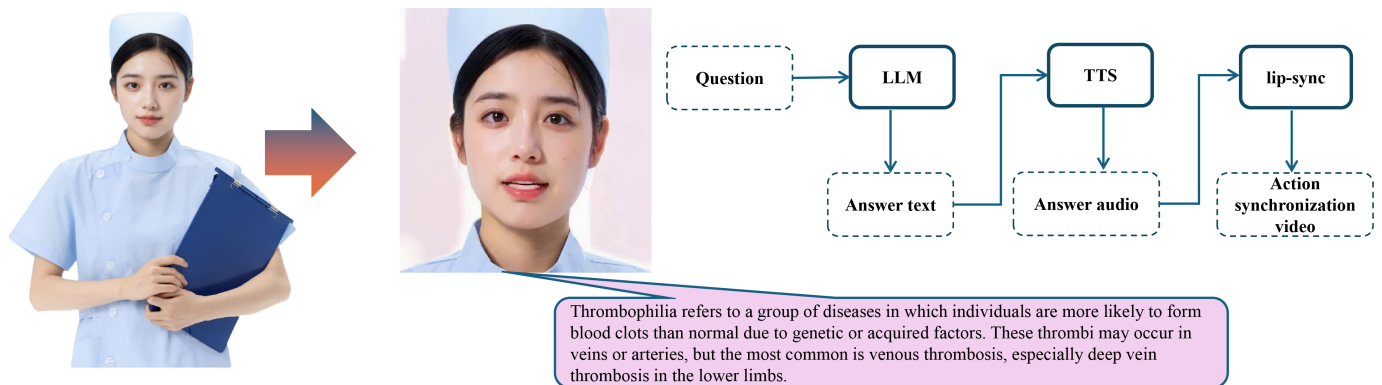 Question
LLM
TTS
lip-sync
Answer text
Answer audio
Action
synchronization
video
Thrombophilia refers to a group of diseases in which individuals are more likely to form
blood clots than normal due to genetic or acquired factors. These thrombi may occur in
veins or arteries, but the most common is venous thrombosis, especially deep vein
thrombosis in the lower limbs.